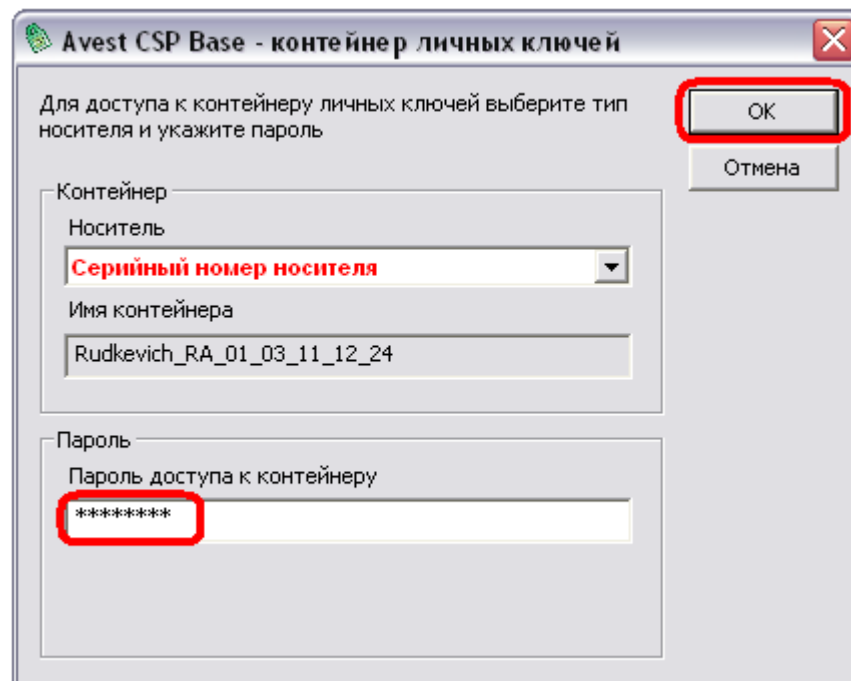 Avest CSP Base - контейнер личных ключей
Для доступа к контейнеру личных ключей выберите тип
носителя и укажите пароль
OK
Отмена
Контейнер
Носитель
Серийный номер носителя
Имя контейнера
Rudkevich_RA_01_03_11_12_24
Пароль
Пароль доступа к контейнеру
********